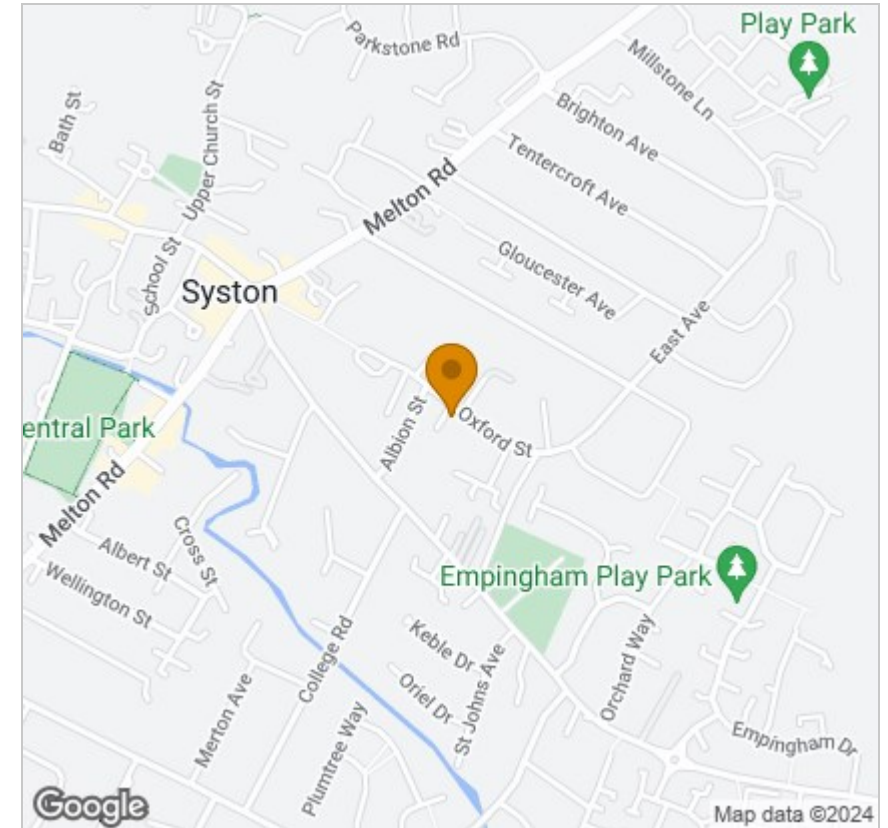 Play Park
Parkstone Rd
Millstone Ln
Bath St
Upper Church St
Brighton Ave
Tentercroft Ave
Melton Rd
School St
Gloucester Ave
Syston
East Ave
Albion St
Oxford St
entral Park
Melton Rd
Cross St
Albert St
Wellington St
Empingham Play Park
College Rd
Keble Dr
Orchard Way
Oriel Dr
St Johns Ave
Merton Ave
Plumtree Way
Empingham Dr
Google
Map data ©2024